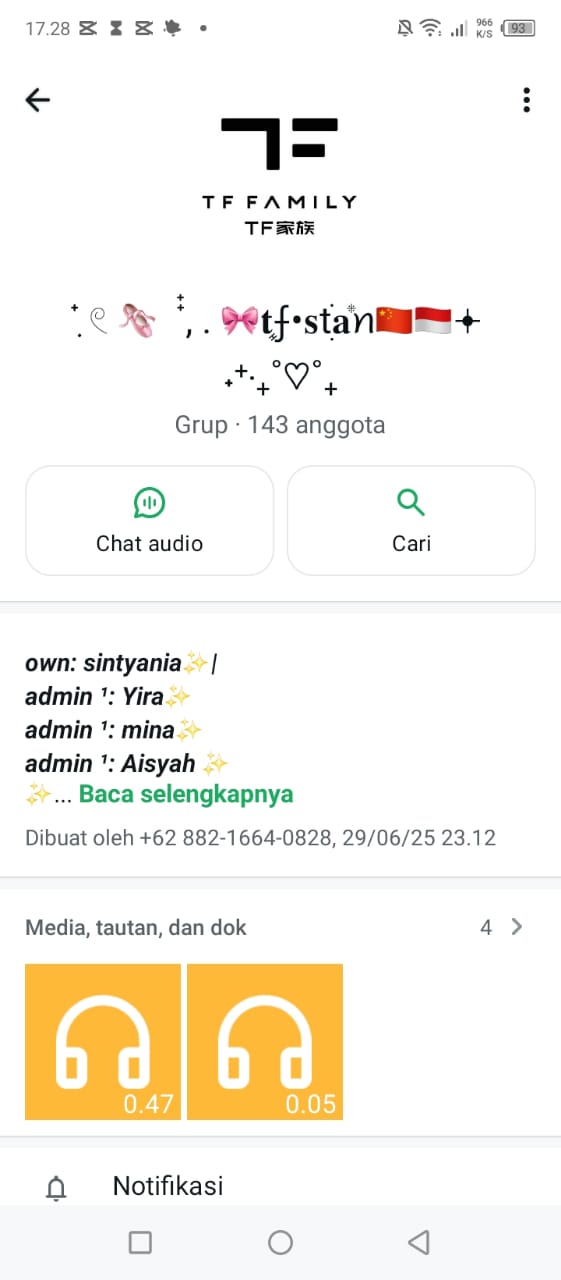 17.28
966
K/S
93
TF FAMILY
TF家族
⁺̣ ৎ 🩰 ⁺̟ , . 🎀tf•stan🇨🇳🇮🇩⯌
˖⁺‧₊˚♡˚₊
Grup · 143 anggota
Chat audio
Cari
own: sintyania✨|
admin ¹: Yira✨
admin ¹: mina✨
admin ¹: Aisyah ✨
✨... Baca selengkapnya
Dibuat oleh +62 882-1664-0828, 29/06/25 23.12
Media, tautan, dan dok
4
0.47
0.05
Notifikasi